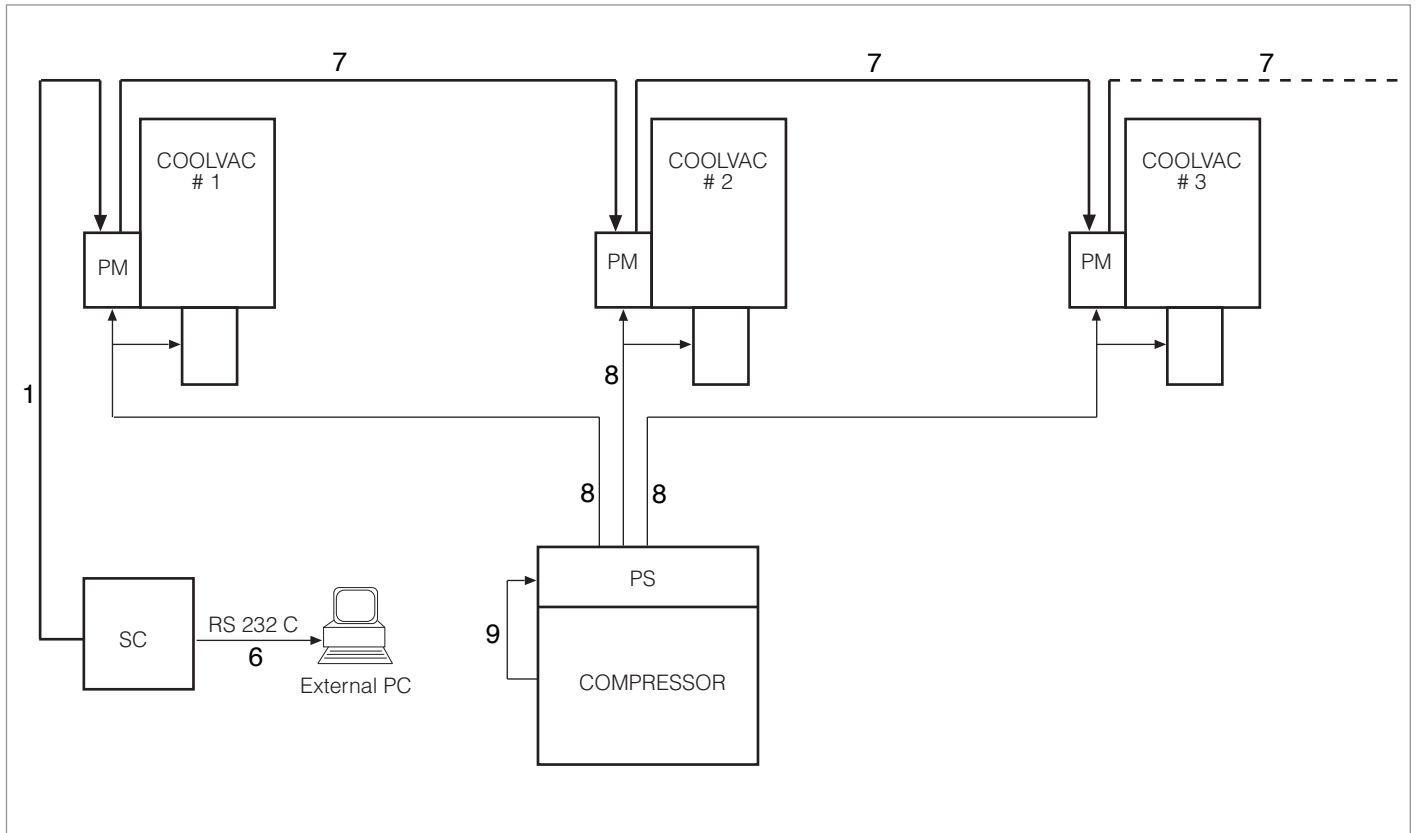 7
7
7
COOLVAC
# 1
COOLVAC
# 2
COOLVAC
# 3
PM
PM
PM
1
8
8
8
SC
RS 232 C
6
External PC
PS
9
COMPRESSOR